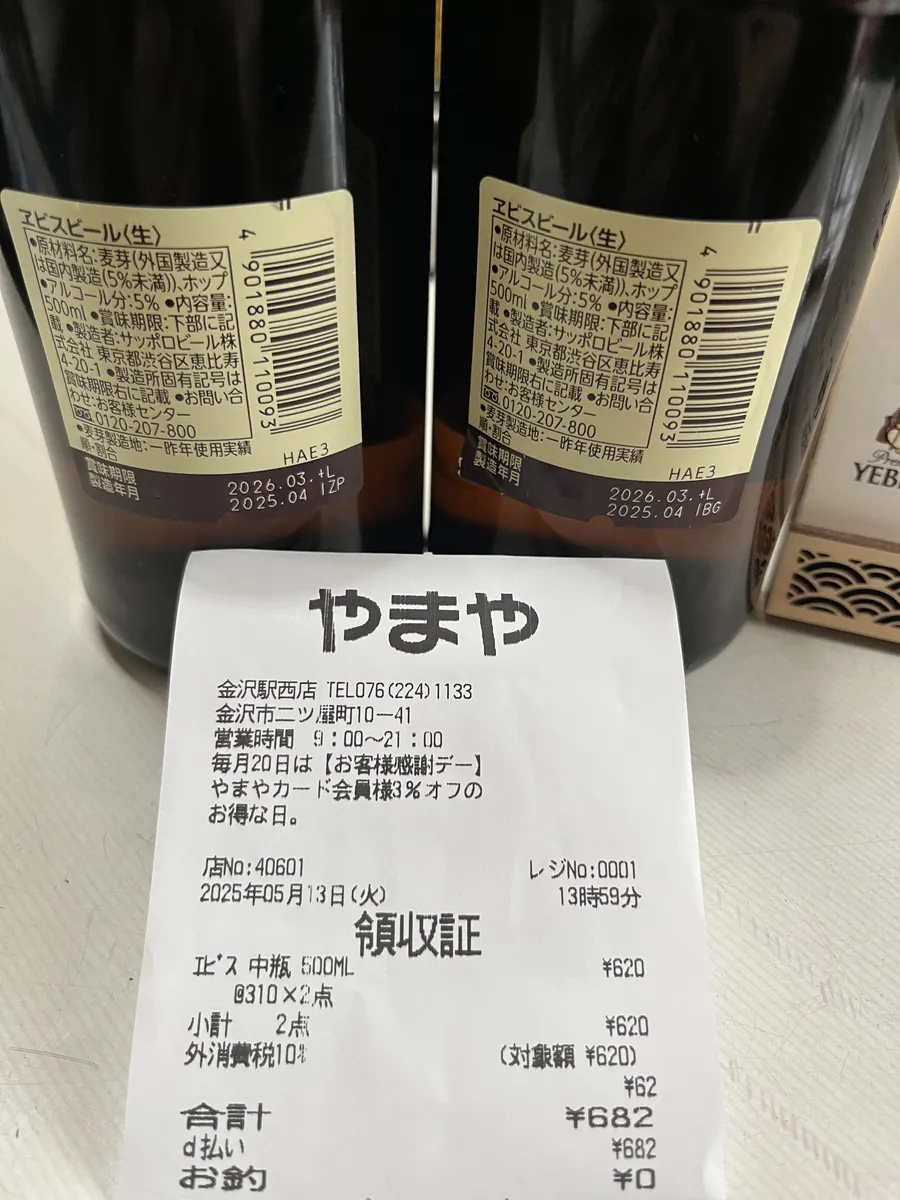 ヱビスビール〈生〉
●原材料名:麦芽(外国製造又
は国内製造(5%未満))、ホップ
●アルコール分:5% ●内容量:
500ml ●賞味期限:下部に記
載 ●製造者:サッポロビール株
式会社 東京都渋谷区恵比寿
4-20-1 ●製造所固有記号は
賞味期限右に記載 ●お問い合
わせ:お客様センター
0120-207-800
●麦芽製造地:一昨年使用実績
順・割合
4 901880 110093
HAE3
賞味期限
製造年月
2026.03.+L
2025.04 IZP
ヱビスビール〈生〉
●原材料名:麦芽(外国製造又
は国内製造(5%未満))、ホップ
●アルコール分:5% ●内容量:
500ml ●賞味期限:下部に記
載 ●製造者:サッポロビール株
式会社 東京都渋谷区恵比寿
4-20-1 ●製造所固有記号は
賞味期限右に記載 ●お問い合
わせ:お客様センター
0120-207-800
●麦芽製造地:一昨年使用実績
順・割合
4 901880 110093
HAE3
賞味期限
製造年月
2026.03.+L
2025.04 IBG
YEB
やまや
金沢駅西店 TEL076(224)1133
金沢市二ツ屋町10−41
営業時間 9:00〜21:00
毎月20日は【お客様感謝デー】
やまやカード会員様3%オフの
お得な日。
店No:40601 レジNo:0001
2025年05月13日(火) 13時59分
領収証
ヱビス 中瓶 500ML ¥620
@310×2点
小計 2点 ¥620
外消費税10% (対象額 ¥620)
¥62
合計 ¥682
d払い ¥682
お釣 ¥0